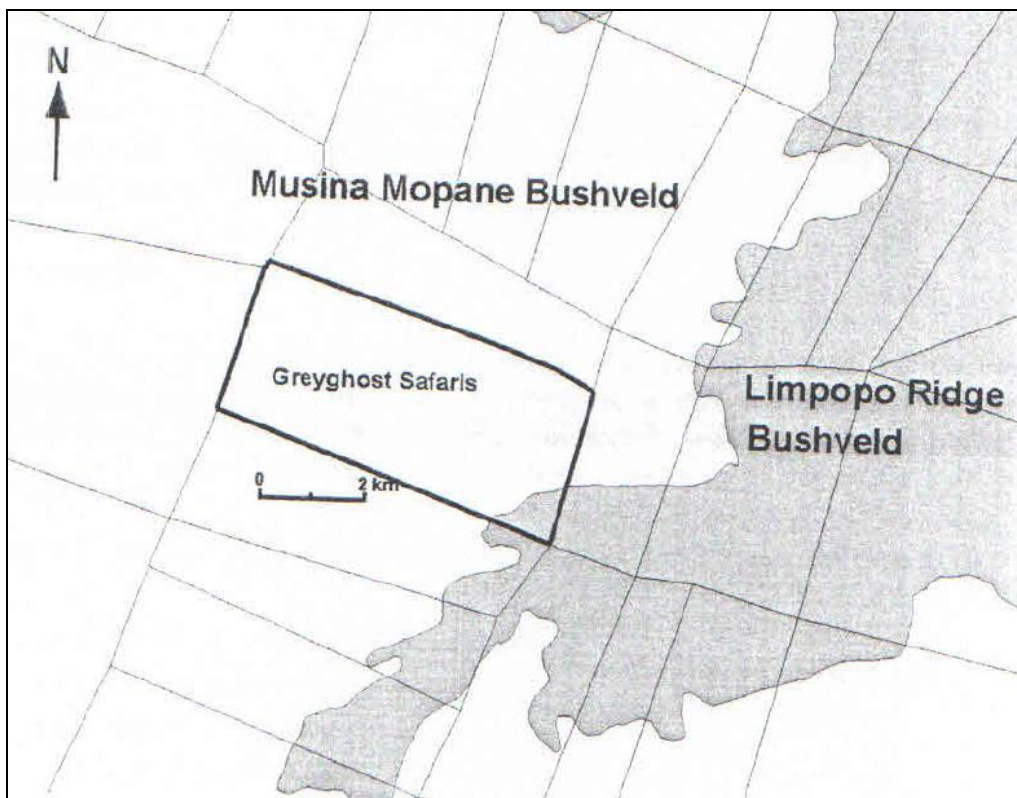 N
Musina Mopane Bushveld
Greyghost Safaris
Limpopo Ridge
Bushveld
0 2 km